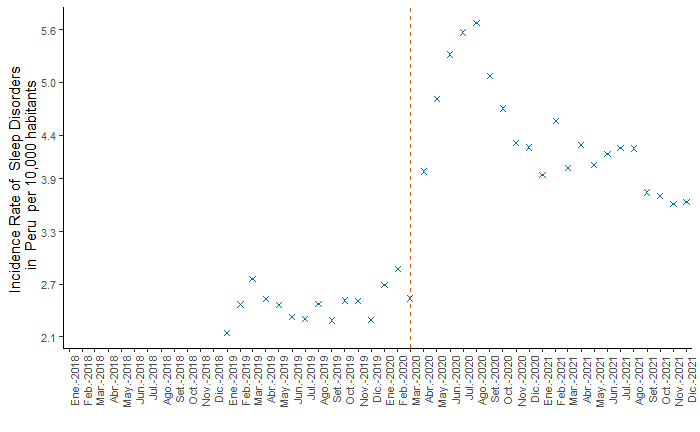 Incidence Rate of Sleep Disorders
in Peru per 10,000 habitants
5.6
5.0
4.4
3.9
3.3
2.7
2.1
Ene.-2018
Feb.-2018
Mar.-2018
Abr.-2018
May.-2018
Jun.-2018
Jul.-2018
Ago.-2018
Set.-2018
Oct.-2018
Nov.-2018
Dic.-2018
Ene.-2019
Feb.-2019
Mar.-2019
Abr.-2019
May.-2019
Jun.-2019
Jul.-2019
Ago.-2019
Set.-2019
Oct.-2019
Nov.-2019
Dic.-2019
Ene.-2020
Feb.-2020
Mar.-2020
Abr.-2020
May.-2020
Jun.-2020
Jul.-2020
Ago.-2020
Set.-2020
Oct.-2020
Nov.-2020
Dic.-2020
Ene.-2021
Feb.-2021
Mar.-2021
Abr.-2021
May.-2021
Jun.-2021
Jul.-2021
Ago.-2021
Set.-2021
Oct.-2021
Nov.-2021
Dic.-2021